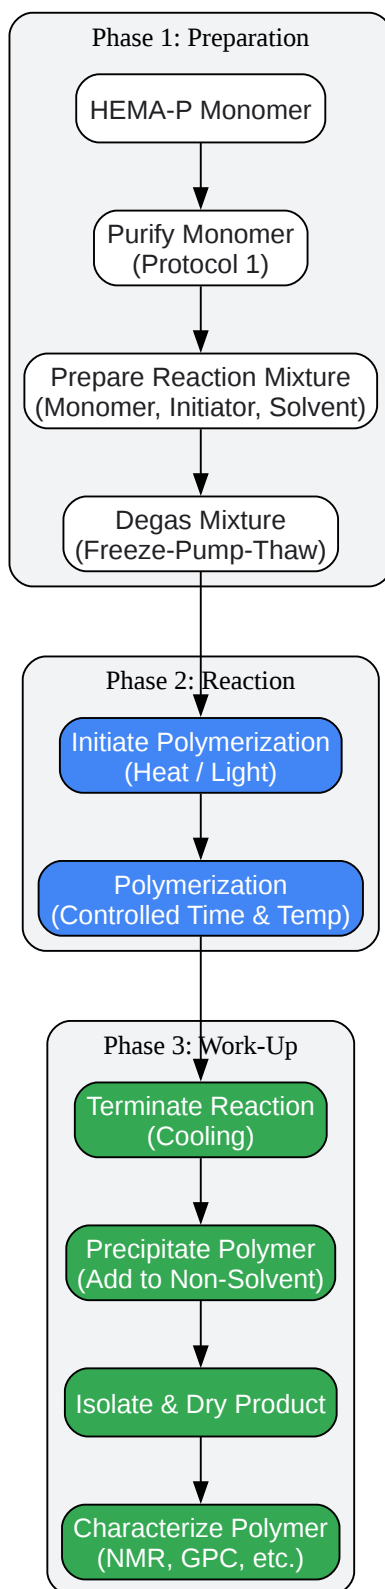 Phase 1: Preparation
HEMA-P Monomer
Purify Monomer
(Protocol 1)
Prepare Reaction Mixture
(Monomer, Initiator, Solvent)
Degas Mixture
(Freeze-Pump-Thaw)
Phase 2: Reaction
Initiate Polymerization
(Heat / Light)
Polymerization
(Controlled Time & Temp)
Phase 3: Work-Up
Terminate Reaction
(Cooling)
Precipitate Polymer
(Add to Non-Solvent)
Isolate & Dry Product
Characterize Polymer
(NMR, GPC, etc.)